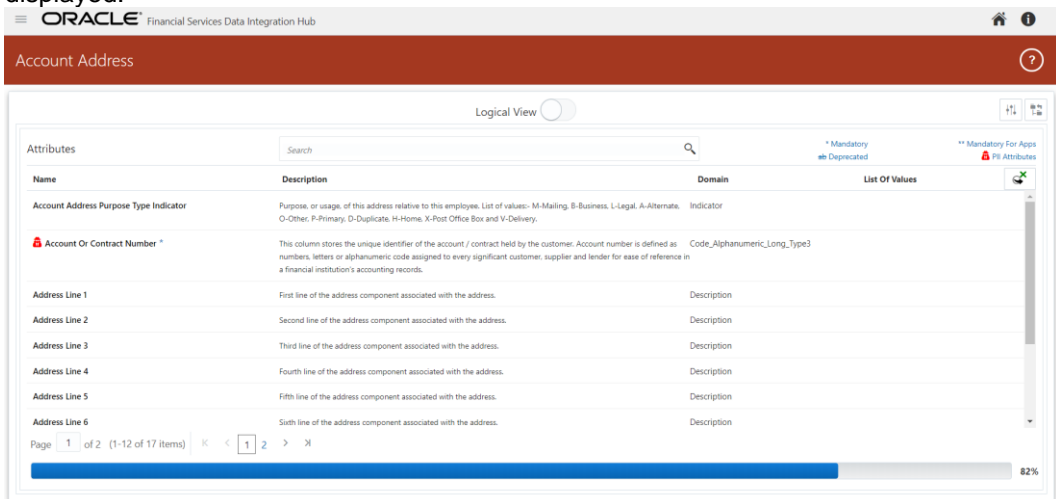 displayed.
ORACLE® Financial Services Data Integration Hub
Account Address
?
Logical View
Attributes
Search
* Mandatory
** Mandatory For Apps
ab Deprecated
PII Attributes
Name Description Domain List Of Values
Account Address Purpose Type Indicator
Purpose, or usage, of this address relative to this employee. List of values:- M-Mailing, B-Business, L-Legal, A-Alternate, Indicator
O-Other, P-Primary, D-Duplicate, H-Home, X-Post Office Box and V-Delivery.
Account Or Contract Number *
This column stores the unique identifier of the account / contract held by the customer. Account number is defined as Code_Alphanumeric_Long_Type3
numbers, letters or alphanumeric code assigned to every significant customer, supplier and lender for ease of reference in
a financial institution's accounting records.
Address Line 1 First line of the address component associated with the address. Description
Address Line 2 Second line of the address component associated with the address. Description
Address Line 3 Third line of the address component associated with the address. Description
Address Line 4 Fourth line of the address component associated with the address. Description
Address Line 5 Fifth line of the address component associated with the address. Description
Address Line 6 Sixth line of the address component associated with the address. Description
Page 1 of 2 (1-12 of 17 items) 1 2
82%